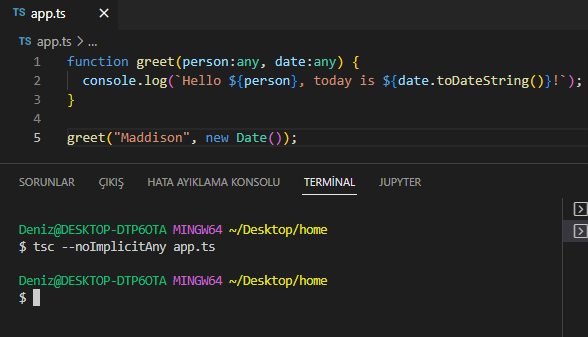 TS app.ts
TS app.ts > ...
1 function greet(person:any, date:any) {
2 console.log(`Hello ${person}, today is ${date.toDateString()}!`);
3 }
4
5 greet("Maddison", new Date());
SORUNLAR ÇIKIŞ HATA AYIKLAMA KONSOLU TERMİNAL JUPYTER
Deniz@DESKTOP-DTP6OTA MINGW64 ~/Desktop/home
$ tsc --noImplicitAny app.ts
Deniz@DESKTOP-DTP6OTA MINGW64 ~/Desktop/home
$